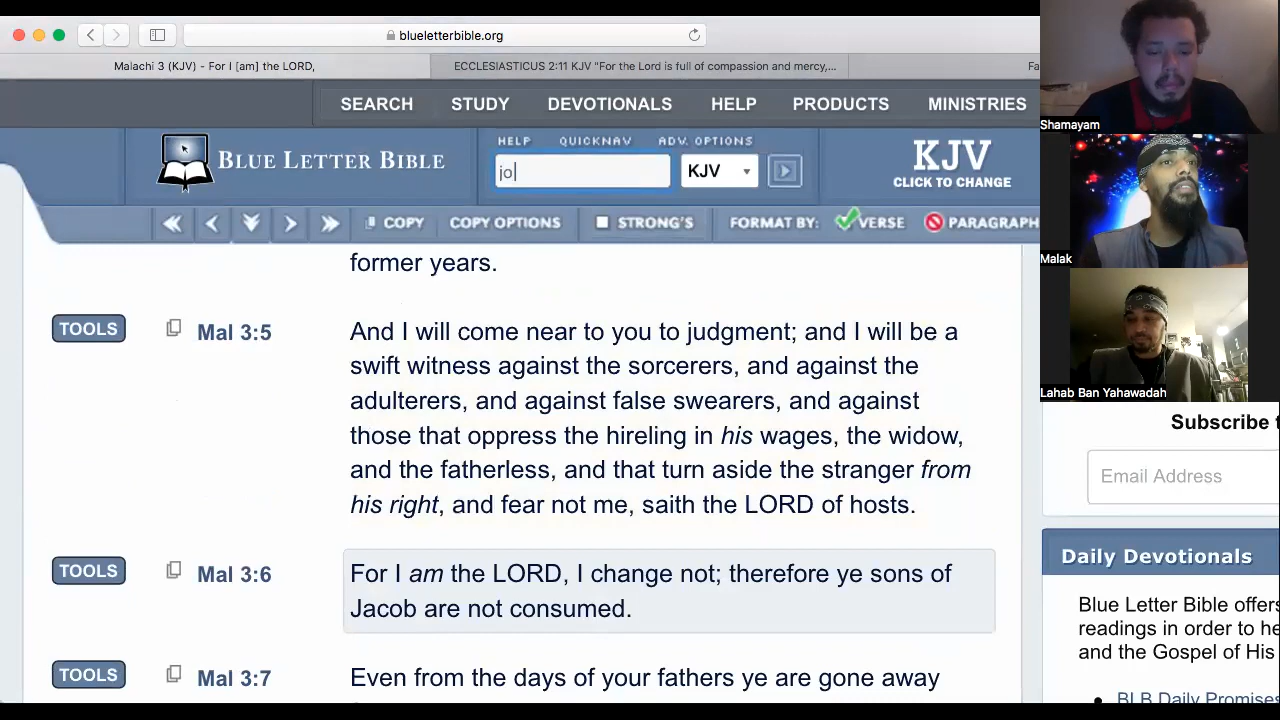 blueletterbible.org
Malachi 3 (KJV) - For I [am] the LORD,
ECCLESIASTICUS 2:11 KJV "For the Lord is full of compassion and mercy,...
Fa
SEARCH STUDY DEVOTIONALS HELP PRODUCTS MINISTRIES
HELP QUICKNAV ADV. OPTIONS
BLUE LETTER BIBLE
jo
KJV
KJV
CLICK TO CHANGE
COPY COPY OPTIONS STRONG'S FORMAT BY: VERSE PARAGRAPH
former years.
TOOLS Mal 3:5 And I will come near to you to judgment; and I will be a
swift witness against the sorcerers, and against the
adulterers, and against false swearers, and against
those that oppress the hireling in his wages, the widow,
and the fatherless, and that turn aside the stranger from
his right, and fear not me, saith the LORD of hosts.
TOOLS Mal 3:6 For I am the LORD, I change not; therefore ye sons of
Jacob are not consumed.
TOOLS Mal 3:7 Even from the days of your fathers ye are gone away
Shamayam
Malak
Lahab Ban Yahawadah
Subscribe t
Email Address
Daily Devotionals
Blue Letter Bible offers
readings in order to he
and the Gospel of His
BLB Daily Promises